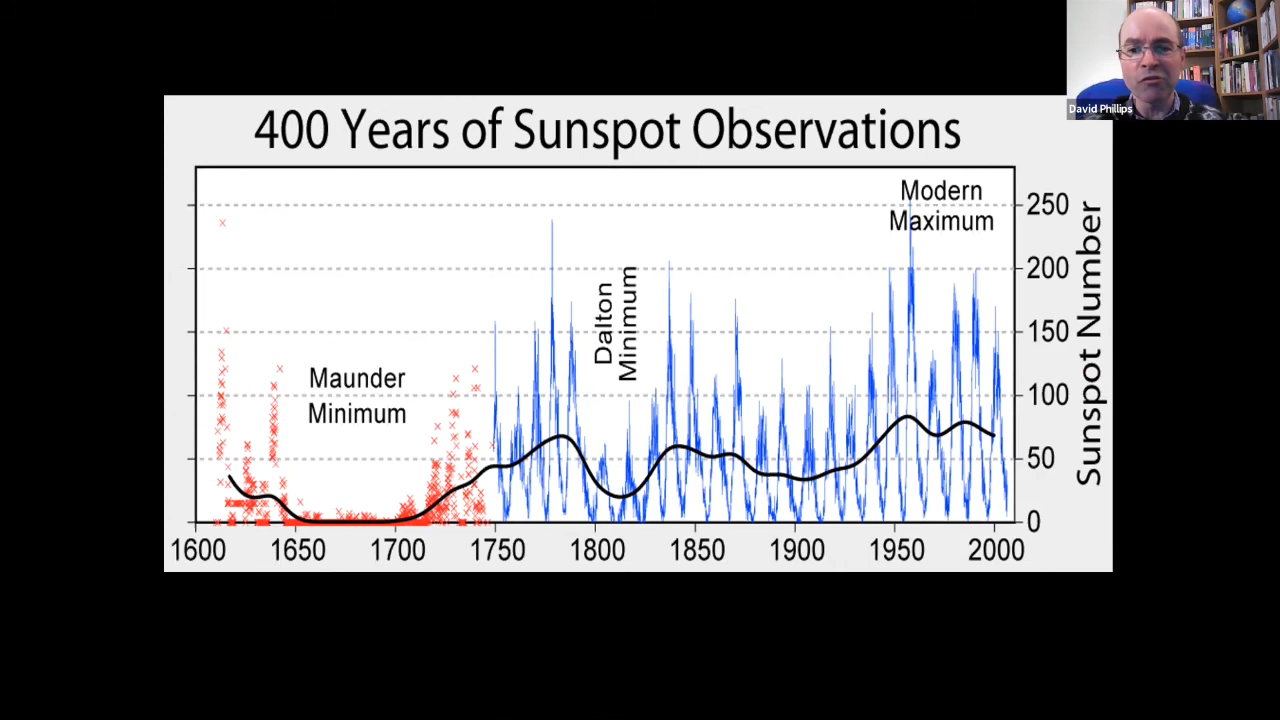 David Phillips
400 Years of Sunspot Observations
Modern
Maximum
Dalton
Minimum
Maunder
Minimum
250
200
150
100
50
0
Sunspot Number
1600 1650 1700 1750 1800 1850 1900 1950 2000